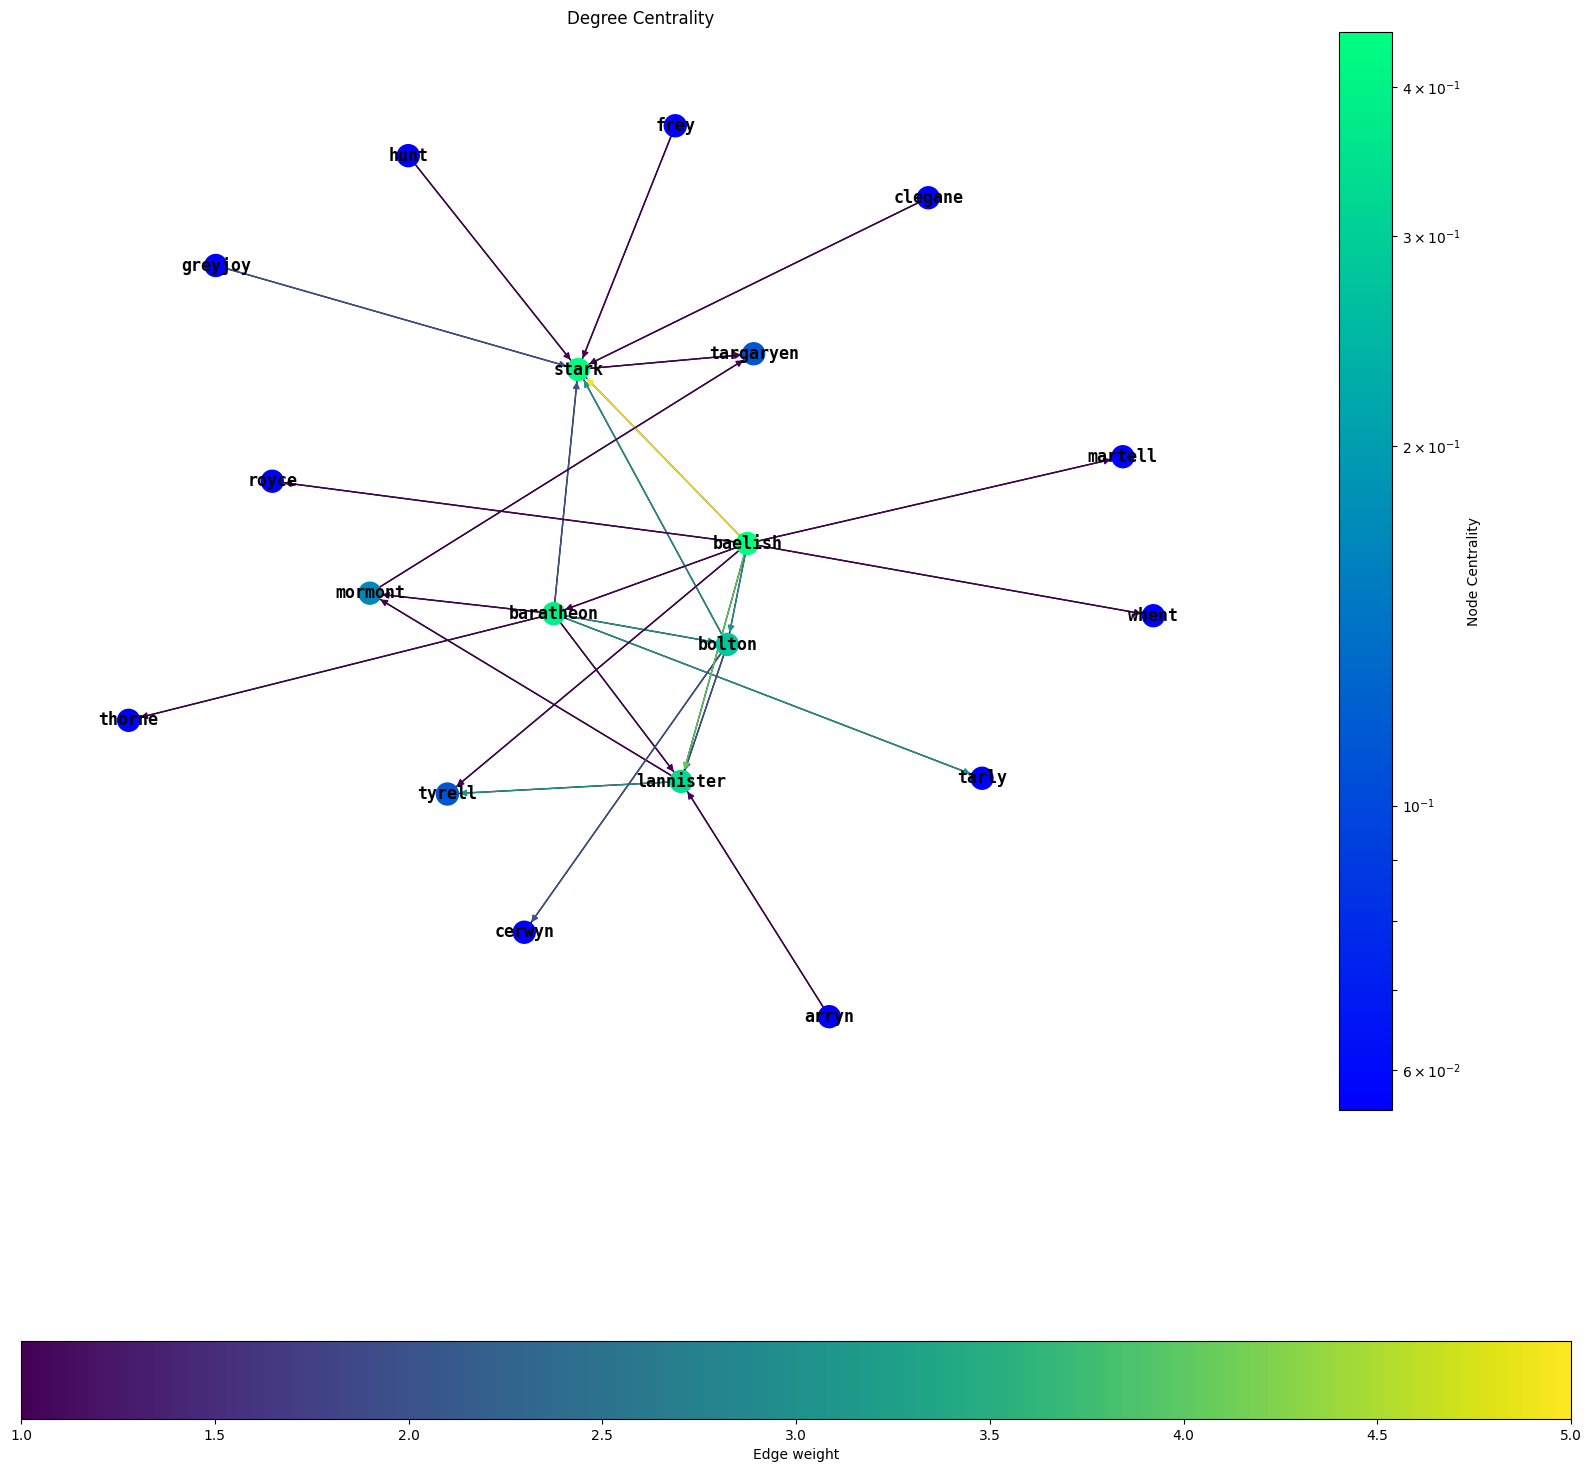 Degree Centrality
frey
hunt
clegane
greyjoy
targaryen
stark
martell
royce
baelish
mormont
baratheon
whent
bolton
thorne
tarly
lannister
tyrell
cerwyn
arryn
4 × 10⁻¹
3 × 10⁻¹
2 × 10⁻¹
10⁻¹
6 × 10⁻²
Node Centrality
1.0 1.5 2.0 2.5 3.0 3.5 4.0 4.5 5.0
Edge weight